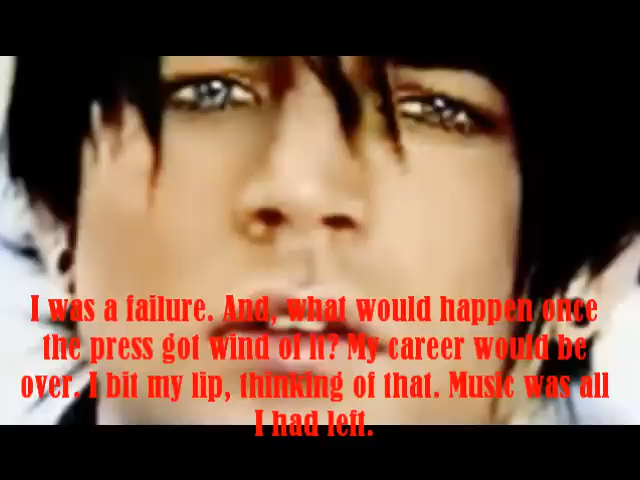 I was a failure. And, what would happen once
the press got wind of it? My career would be
over. I bit my lip, thinking of that. Music was all
I had left.